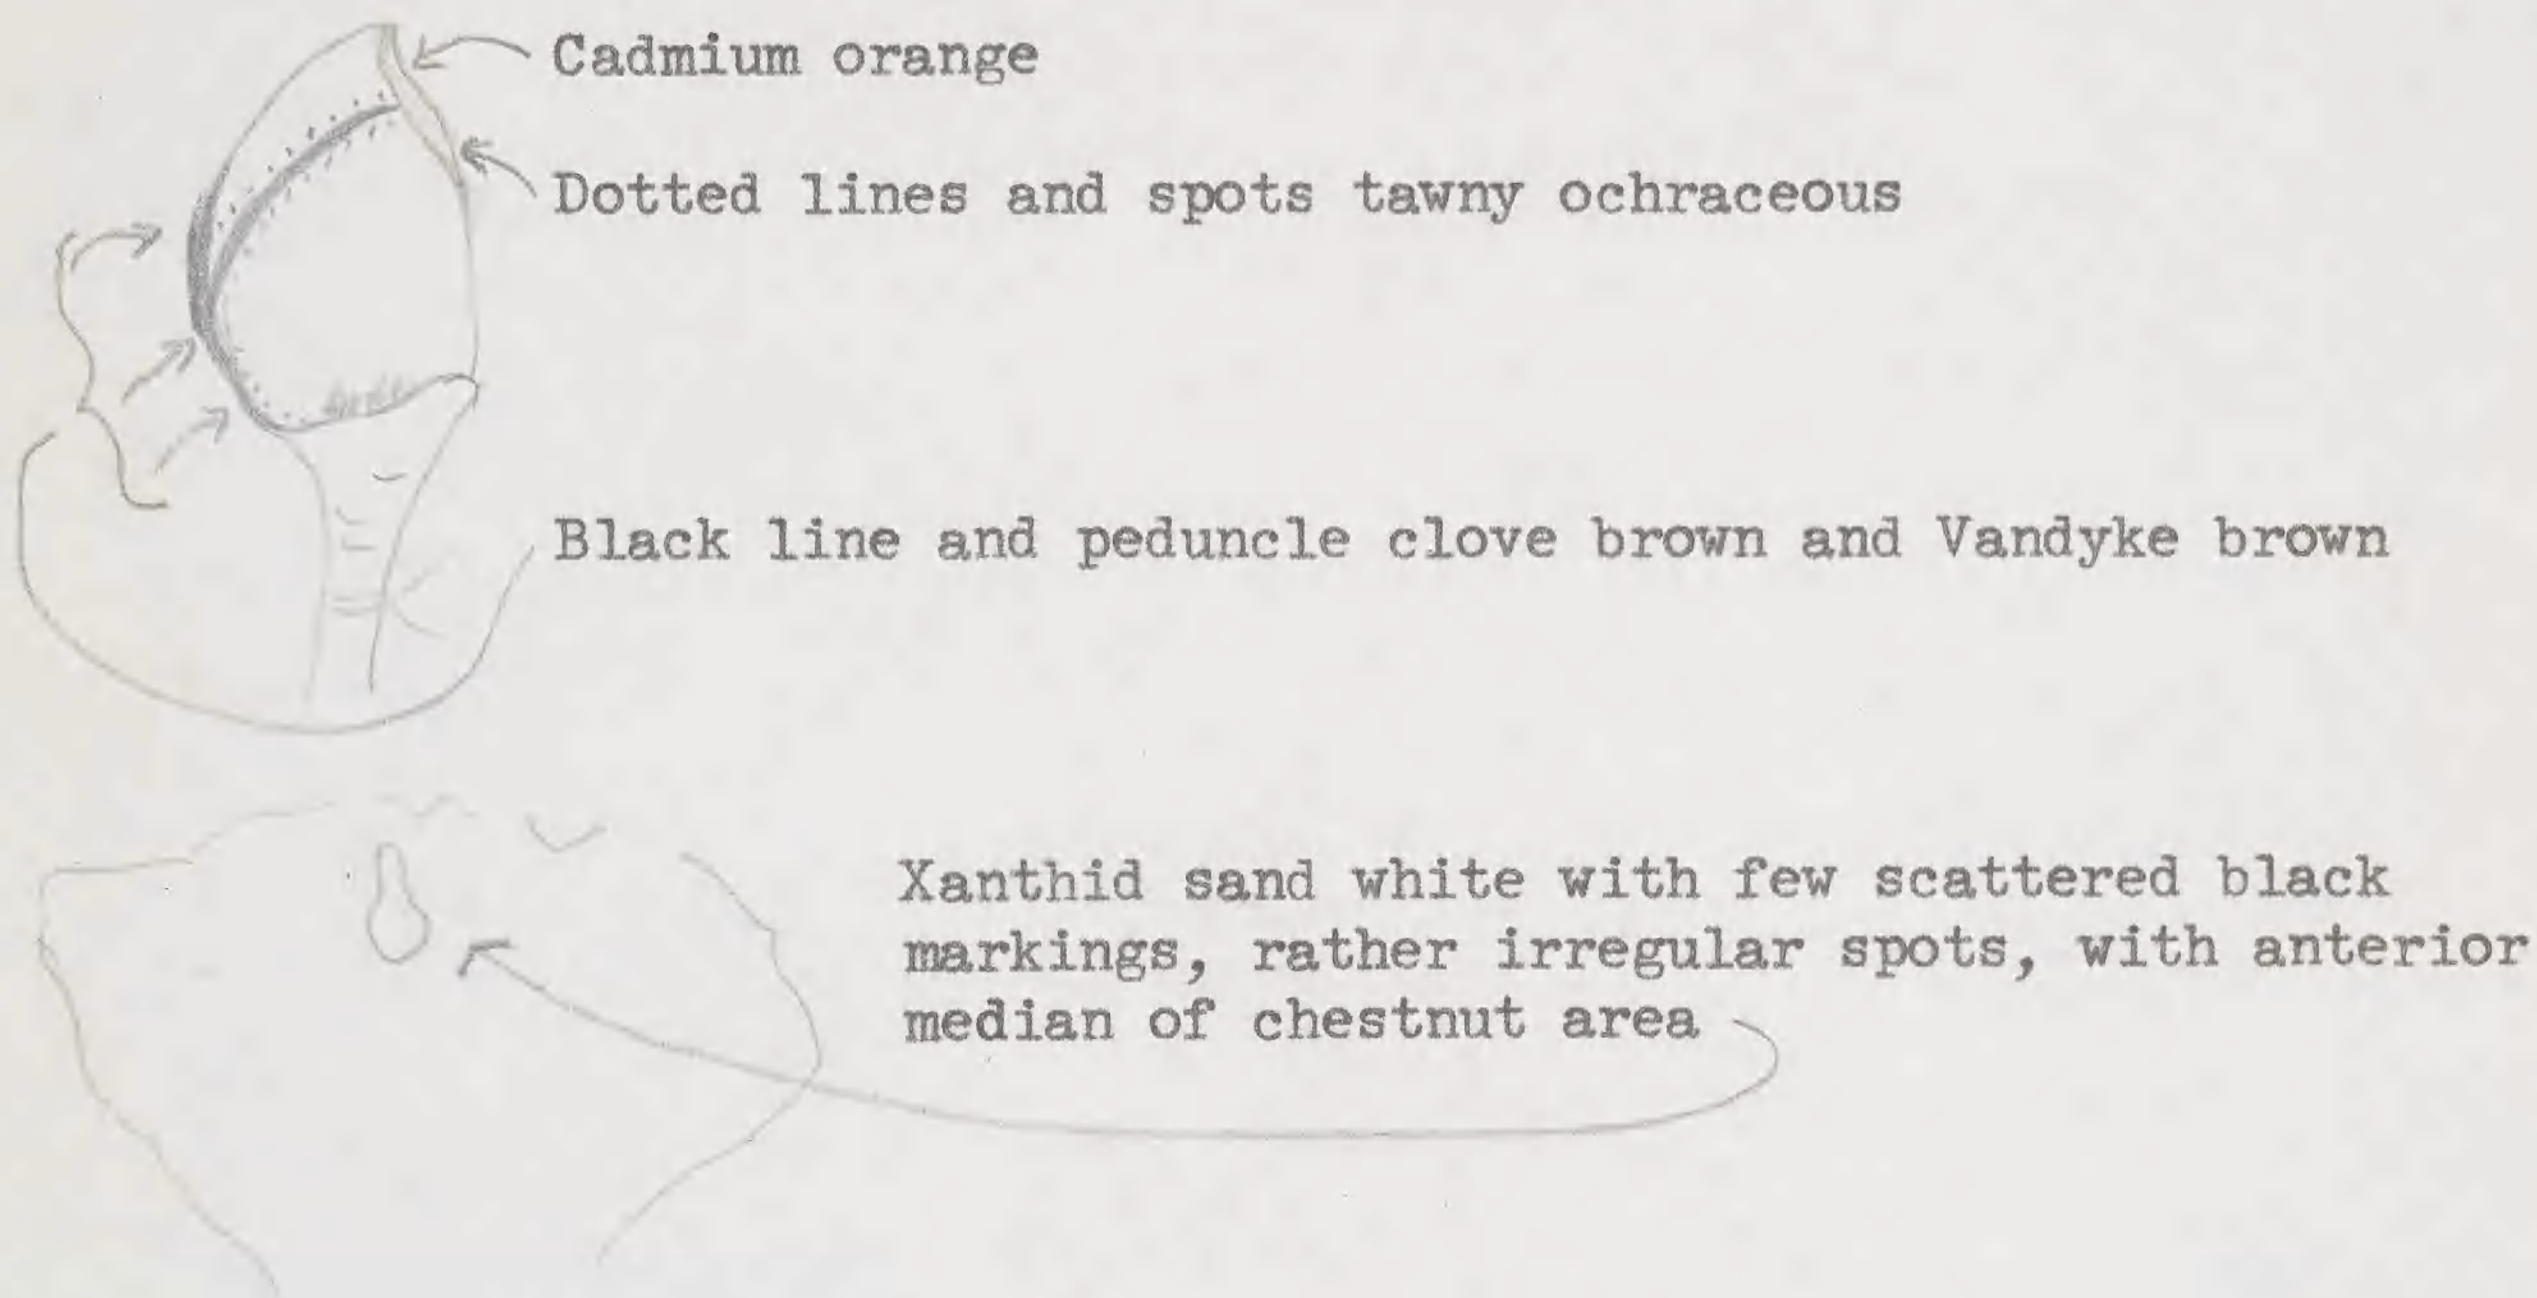 Cadmium orange
Dotted lines and spots tawny ochraceous
Black line and peduncle clove brown and Vandyke brown
Xanthid sand white with few scattered black
markings, rather irregular spots, with anterior
median of chestnut area